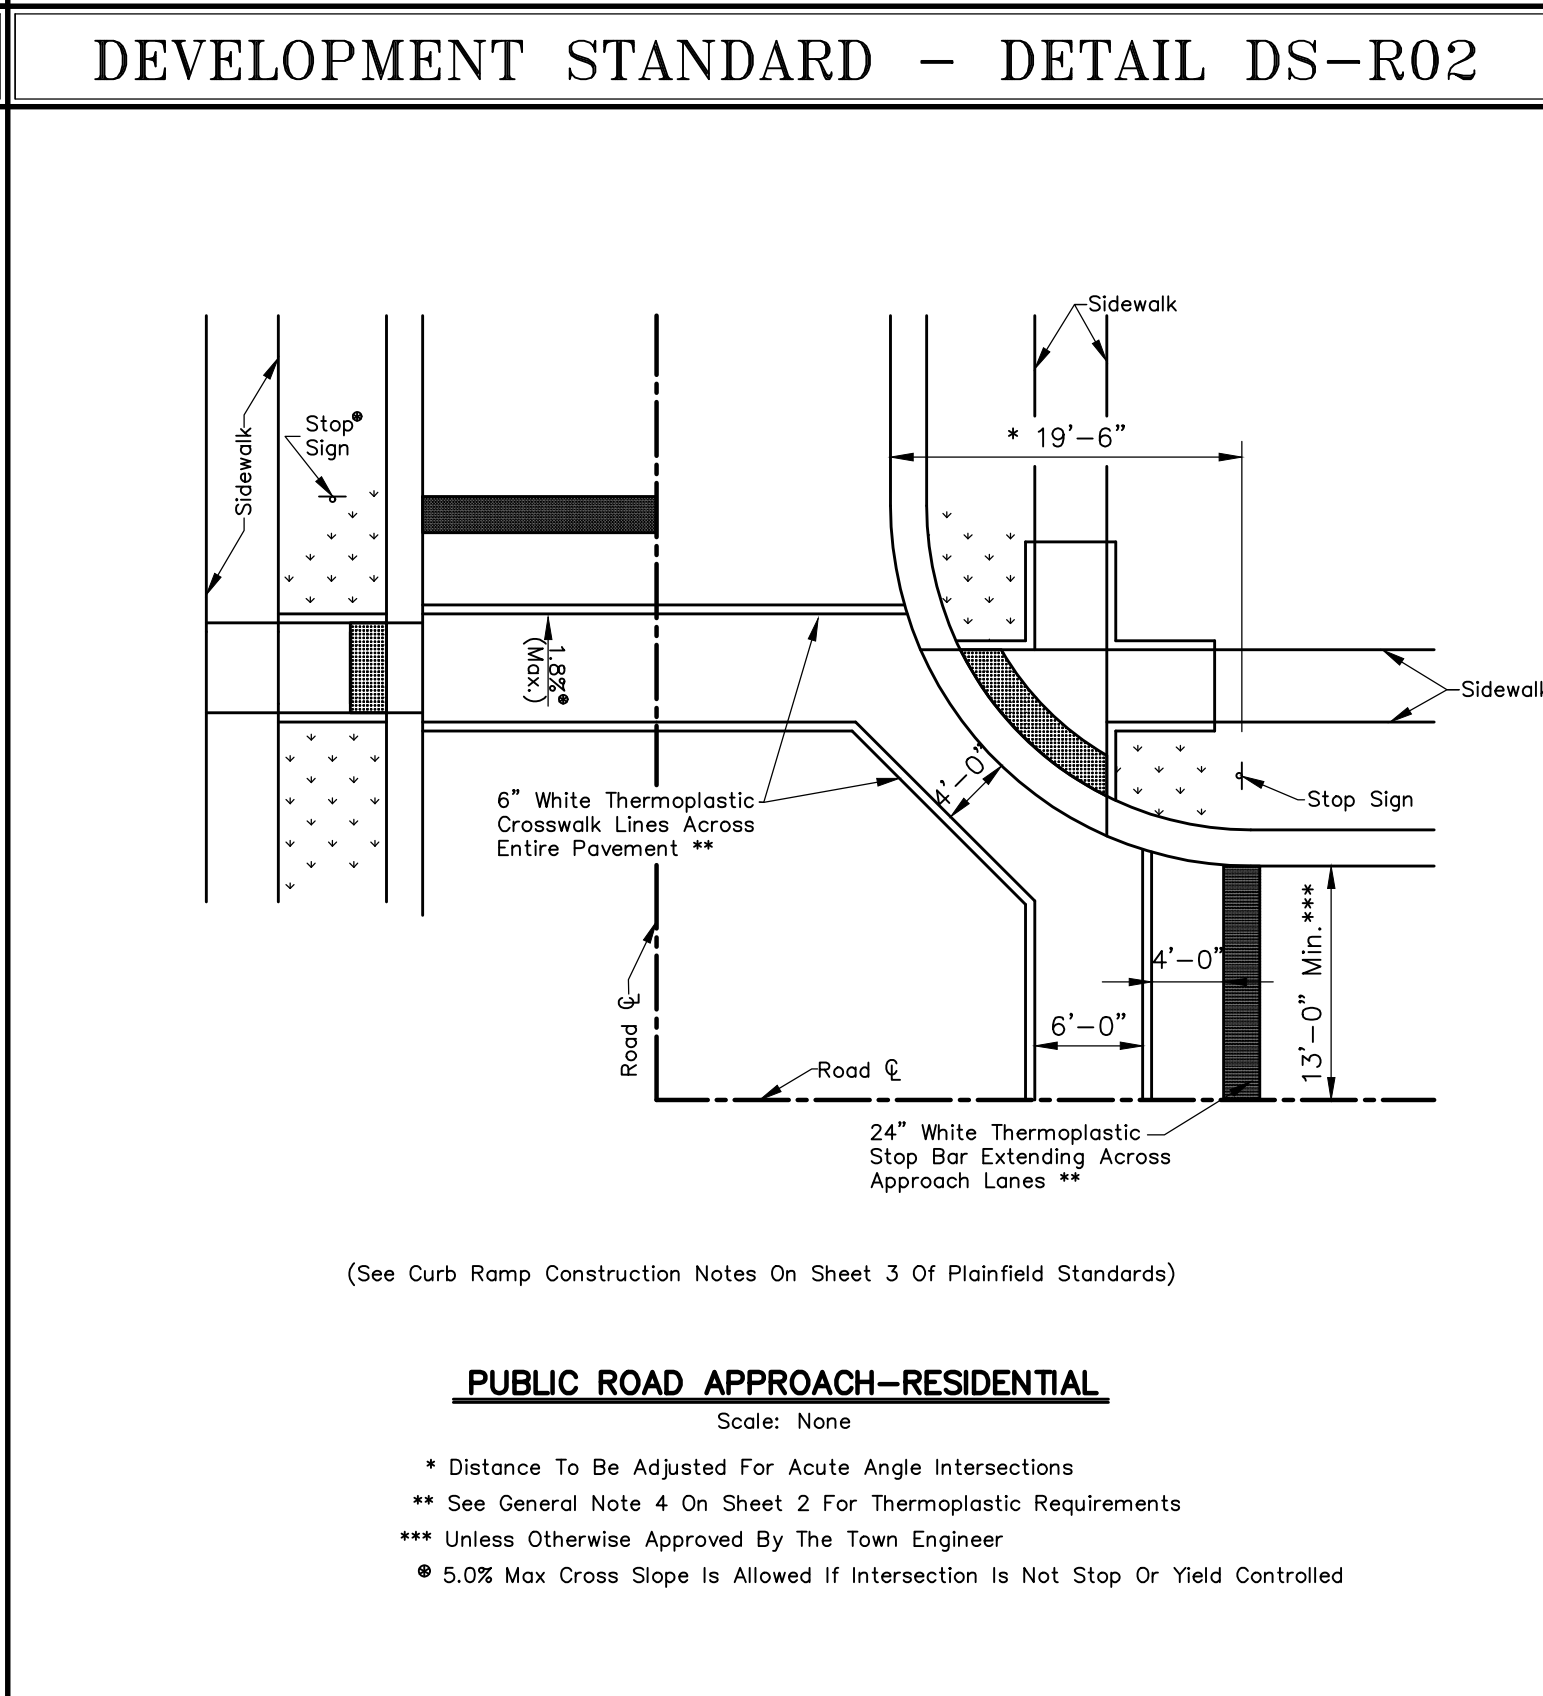 DEVELOPMENT STANDARD - DETAIL DS-R02
Sidewalk
Stop⊛
Sign
Sidewalk
* 19'-6"
1.8%⊛
(Max.)
Sidewalk
4'-0"
6" White Thermoplastic
Crosswalk Lines Across
Entire Pavement **
Stop Sign
13'-0" Min.***
4'-0"
Road ℄
6'-0"
Road ℄
24" White Thermoplastic
Stop Bar Extending Across
Approach Lanes **
(See Curb Ramp Construction Notes On Sheet 3 Of Plainfield Standards)
PUBLIC ROAD APPROACH-RESIDENTIAL
Scale: None
* Distance To Be Adjusted For Acute Angle Intersections
** See General Note 4 On Sheet 2 For Thermoplastic Requirements
*** Unless Otherwise Approved By The Town Engineer
⊛ 5.0% Max Cross Slope Is Allowed If Intersection Is Not Stop Or Yield Controlled